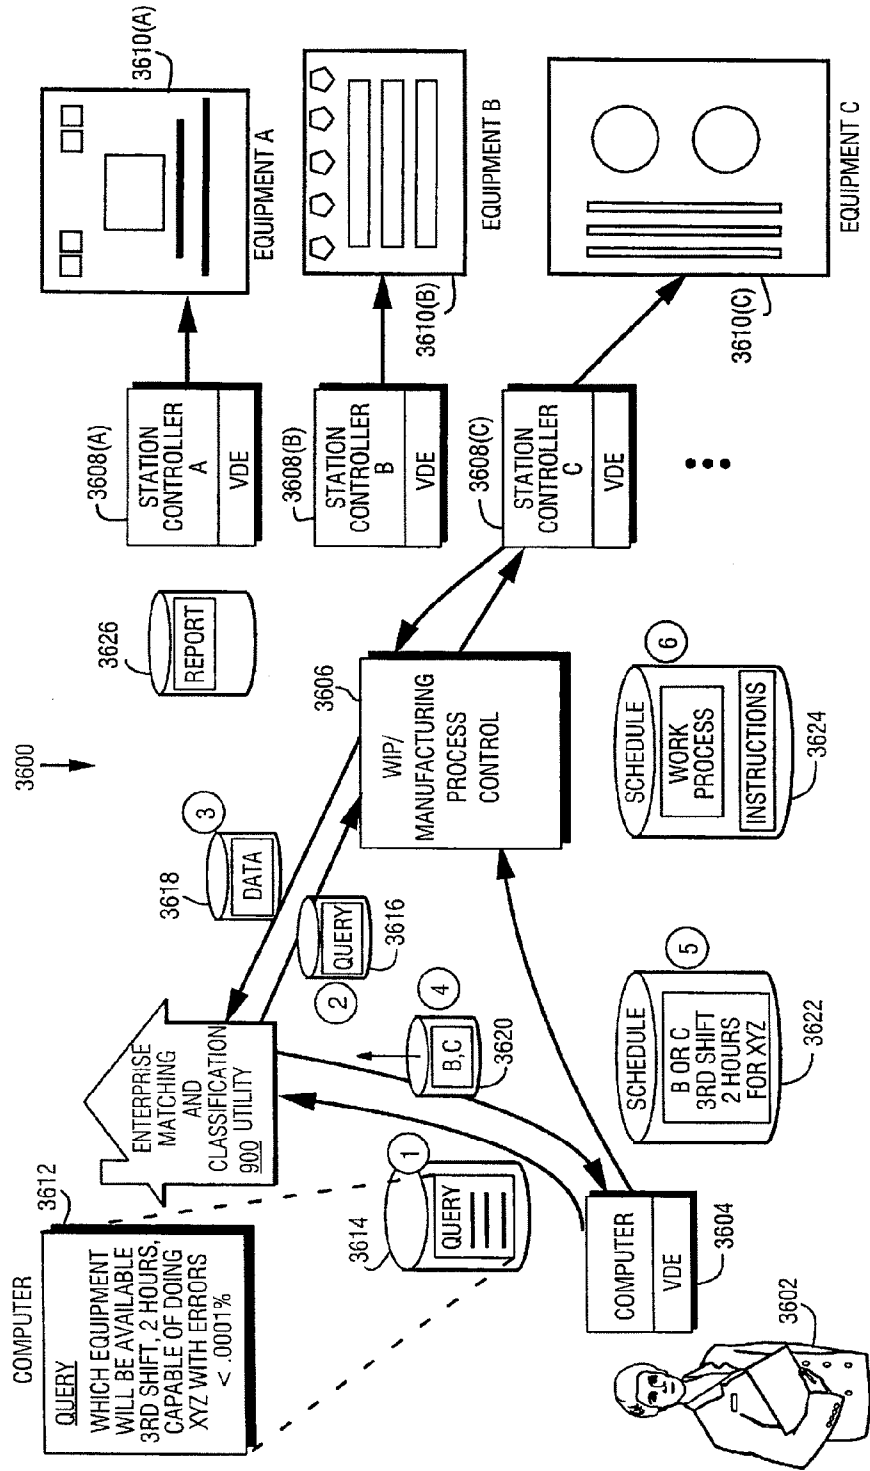 3600
COMPUTER
3612
QUERY
WHICH EQUIPMENT
WILL BE AVAILABLE
3RD SHIFT, 2 HOURS,
CAPABLE OF DOING
XYZ WITH ERRORS
< .0001%
ENTERPRISE
MATCHING
AND
CLASSIFICATION
900 UTILITY
3614
1
QUERY
3618
3
DATA
2
QUERY
3616
4
B,C
3620
3626
REPORT
3606
WIP/
MANUFACTURING
PROCESS
CONTROL
3608(A)
STATION
CONTROLLER
A
VDE
3610(A)
EQUIPMENT A
3608(B)
STATION
CONTROLLER
B
VDE
3610(B)
EQUIPMENT B
3608(C)
STATION
CONTROLLER
C
VDE
3610(C)
EQUIPMENT C
COMPUTER
VDE
3604
3602
5
SCHEDULE
B OR C
3RD SHIFT
2 HOURS
FOR XYZ
3622
6
SCHEDULE
WORK
PROCESS
INSTRUCTIONS
3624